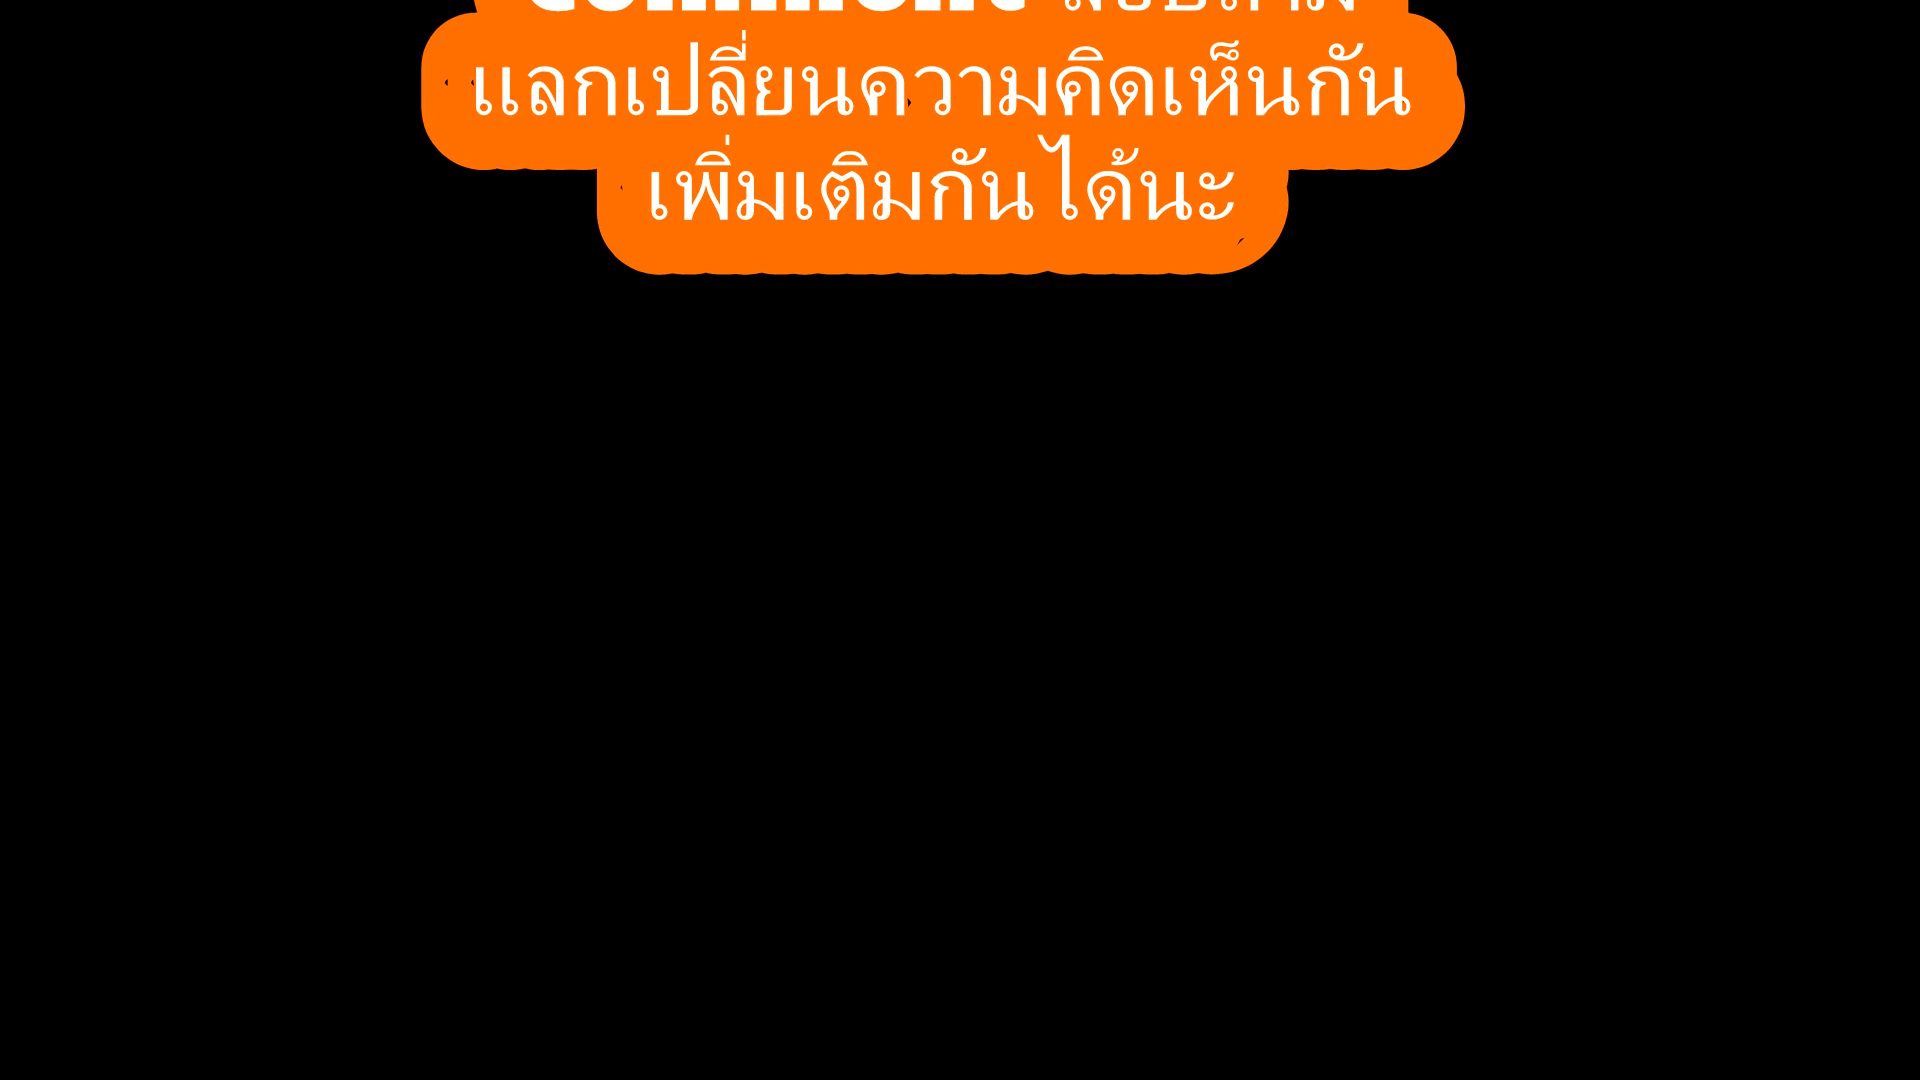 comment
แลกเปลี่ยนความคิดเห็นกัน
เพิ่มเติมกันได้นะ